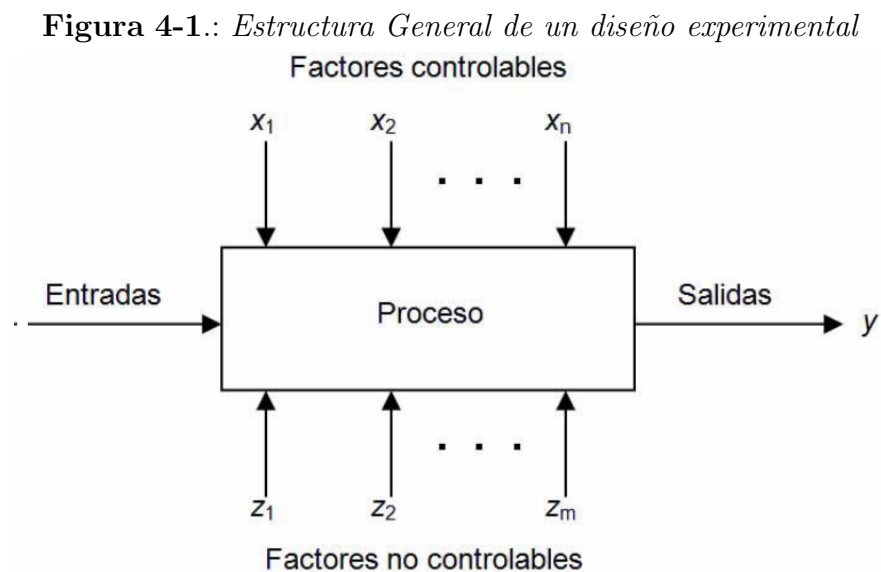 Figura 4-1.: Estructura General de un diseño experimental
Factores controlables
x1 x2 xn
. . .
Entradas
Proceso
Salidas
y
. . .
z1 z2 zm
Factores no controlables